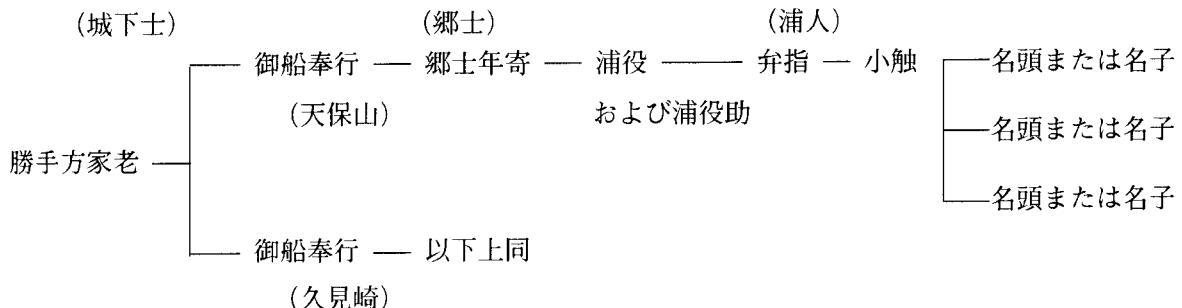 (城下士) (郷士) (浦人)
御船奉行 郷士年寄 浦役 弁指 小触 名頭または名子
(天保山) および浦役助
名頭または名子
勝手方家老
名頭または名子
御船奉行 以下上同
(久見崎)